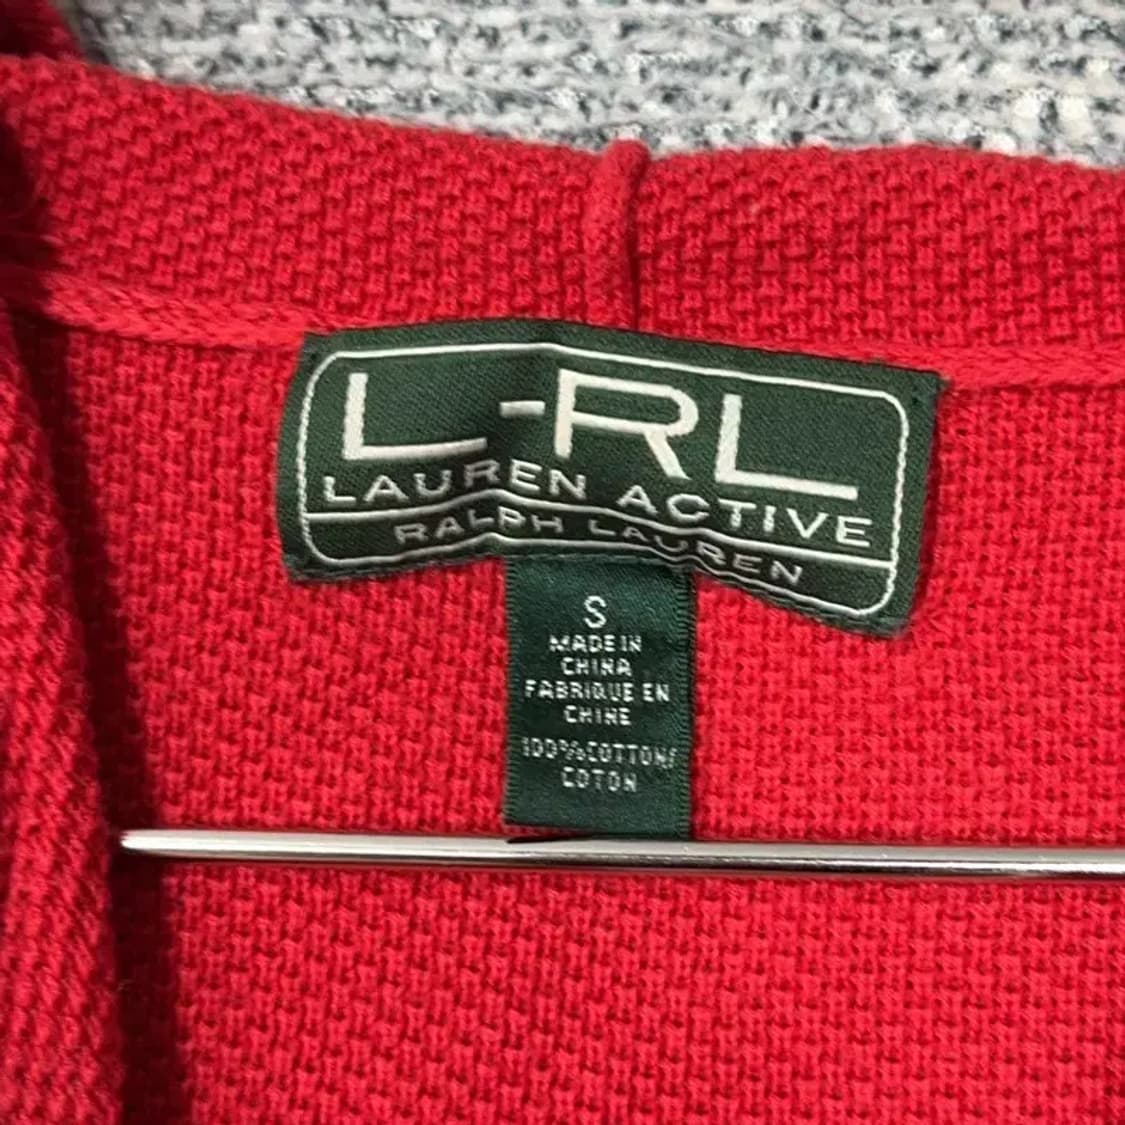 L-RL
LAUREN ACTIVE
RALPH LAUREN
S
MADE IN
CHINA
FABRIQUE EN
CHINE
100%COTTON/
COTON